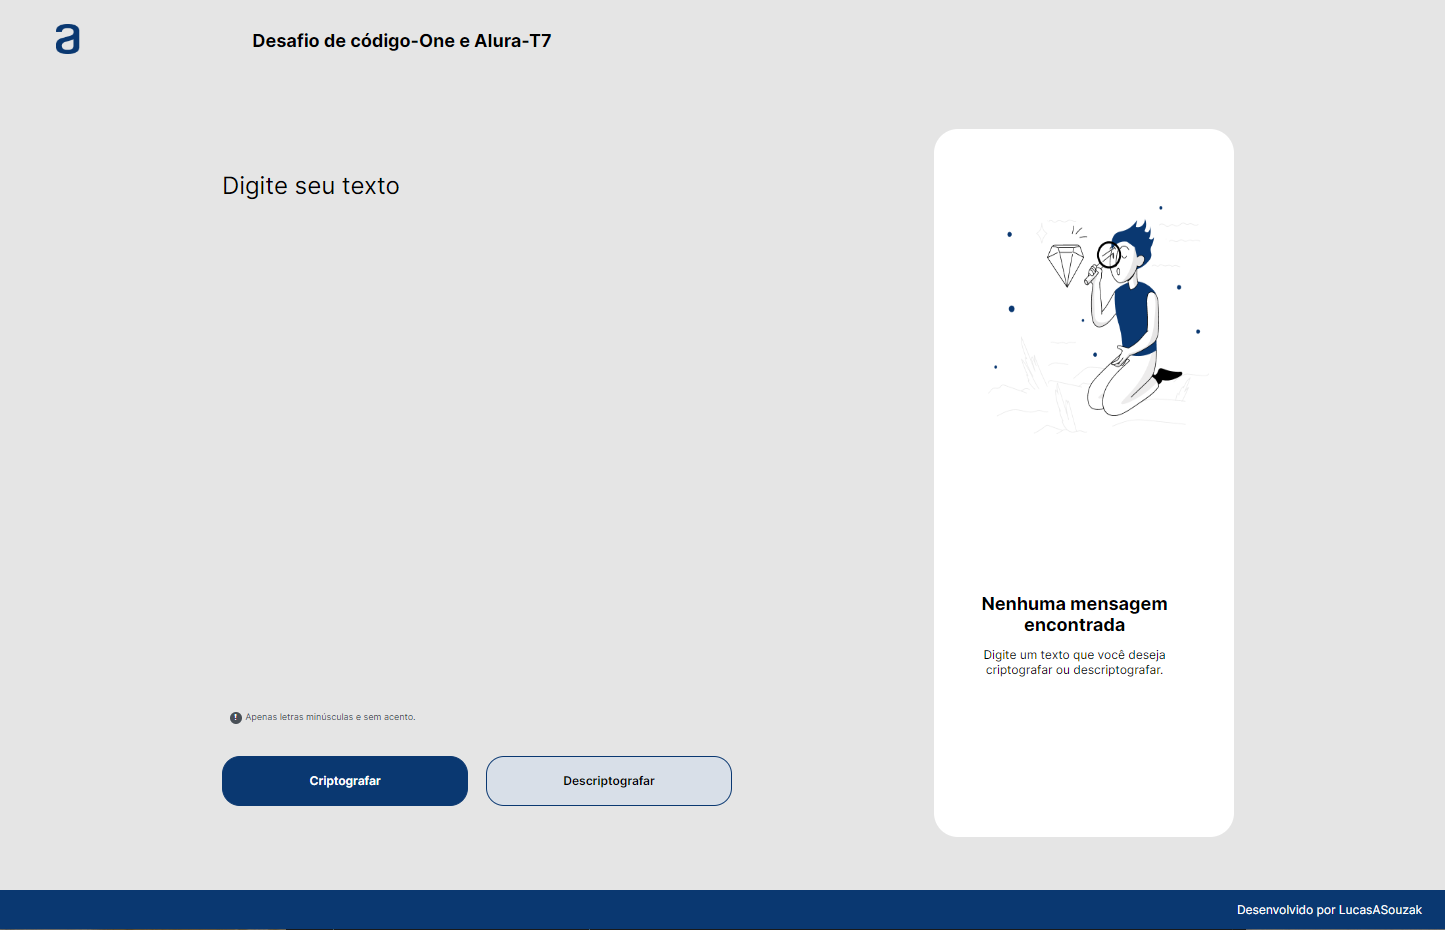 a
Desafio de código-One e Alura-T7
Digite seu texto
! Apenas letras minúsculas e sem acento.
Criptografar
Descriptografar
Nenhuma mensagem
encontrada
Digite um texto que você deseja
criptografar ou descriptografar.
Desenvolvido por LucasASouzak